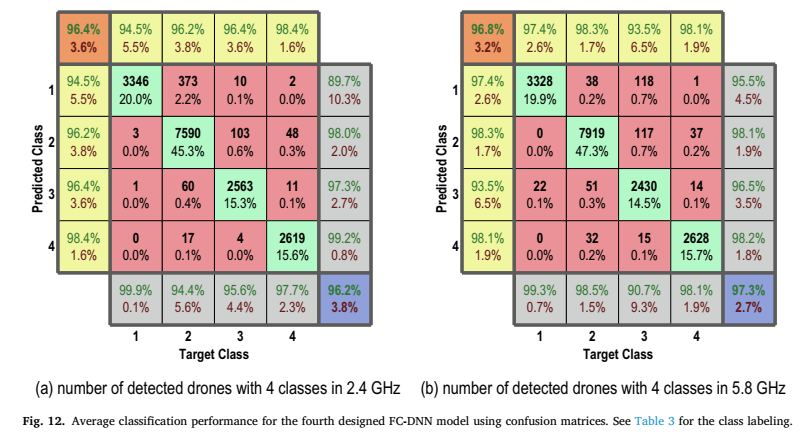 96.4% 94.5% 96.2% 96.4% 98.4%
3.6% 5.5% 3.8% 3.6% 1.6%
1 94.5% 3346 373 10 2 89.7%
5.5% 20.0% 2.2% 0.1% 0.0% 10.3%
2 96.2% 3 7590 103 48 98.0%
3.8% 0.0% 45.3% 0.6% 0.3% 2.0%
3 96.4% 1 60 2563 11 97.3%
3.6% 0.0% 0.4% 15.3% 0.1% 2.7%
4 98.4% 0 17 4 2619 99.2%
1.6% 0.0% 0.1% 0.0% 15.6% 0.8%
99.9% 94.4% 95.6% 97.7% 96.2%
0.1% 5.6% 4.4% 2.3% 3.8%
1 2 3 4
Target Class
Predicted Class
(a) number of detected drones with 4 classes in 2.4 GHz
96.8% 97.4% 98.3% 93.5% 98.1%
3.2% 2.6% 1.7% 6.5% 1.9%
1 97.4% 3328 38 118 1 95.5%
2.6% 19.9% 0.2% 0.7% 0.0% 4.5%
2 98.3% 0 7919 117 37 98.1%
1.7% 0.0% 47.3% 0.7% 0.2% 1.9%
3 93.5% 22 51 2430 14 96.5%
6.5% 0.1% 0.3% 14.5% 0.1% 3.5%
4 98.1% 0 32 15 2628 98.2%
1.9% 0.0% 0.2% 0.1% 15.7% 1.8%
99.3% 98.5% 90.7% 98.1% 97.3%
0.7% 1.5% 9.3% 1.9% 2.7%
1 2 3 4
Target Class
Predicted Class
(b) number of detected drones with 4 classes in 5.8 GHz
Fig. 12. Average classification performance for the fourth designed FC-DNN model using confusion matrices. See Table 3 for the class labeling.